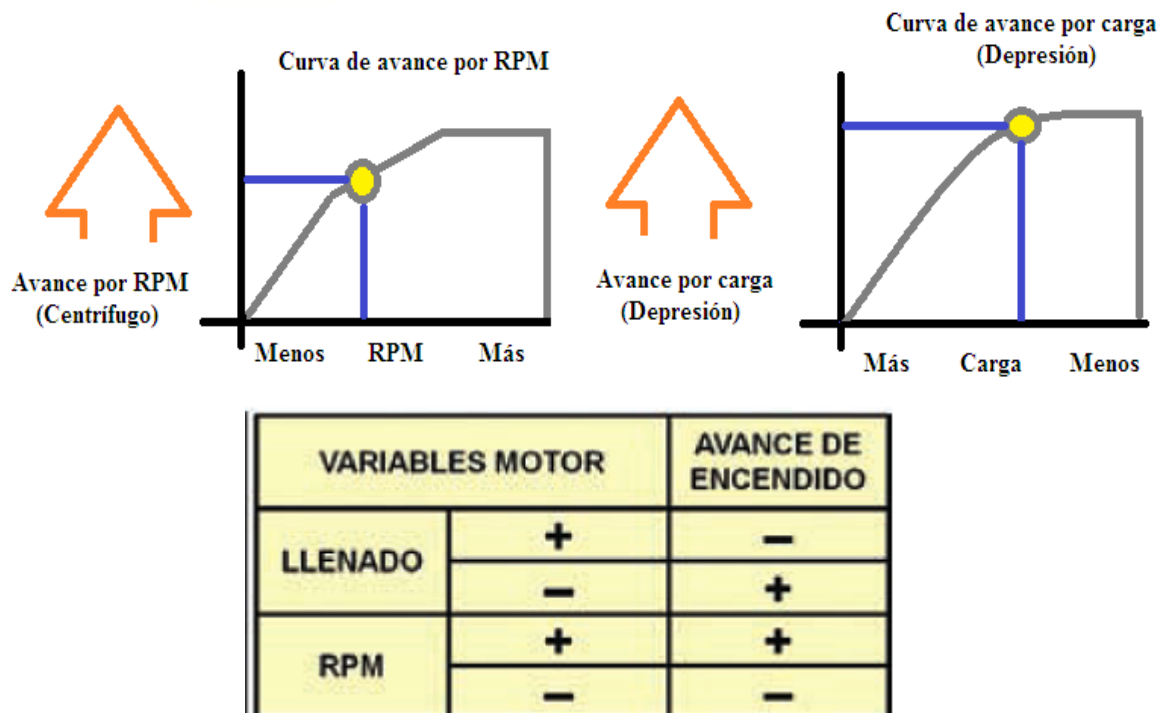 Curva de avance por RPM
Avance por RPM
(Centrífugo)
Menos RPM Más
Curva de avance por carga
(Depresión)
Avance por carga
(Depresión)
Más Carga Menos
VARIABLES MOTOR
AVANCE DE
ENCENDIDO
LLENADO
+ −
− +
RPM
+ +
− −